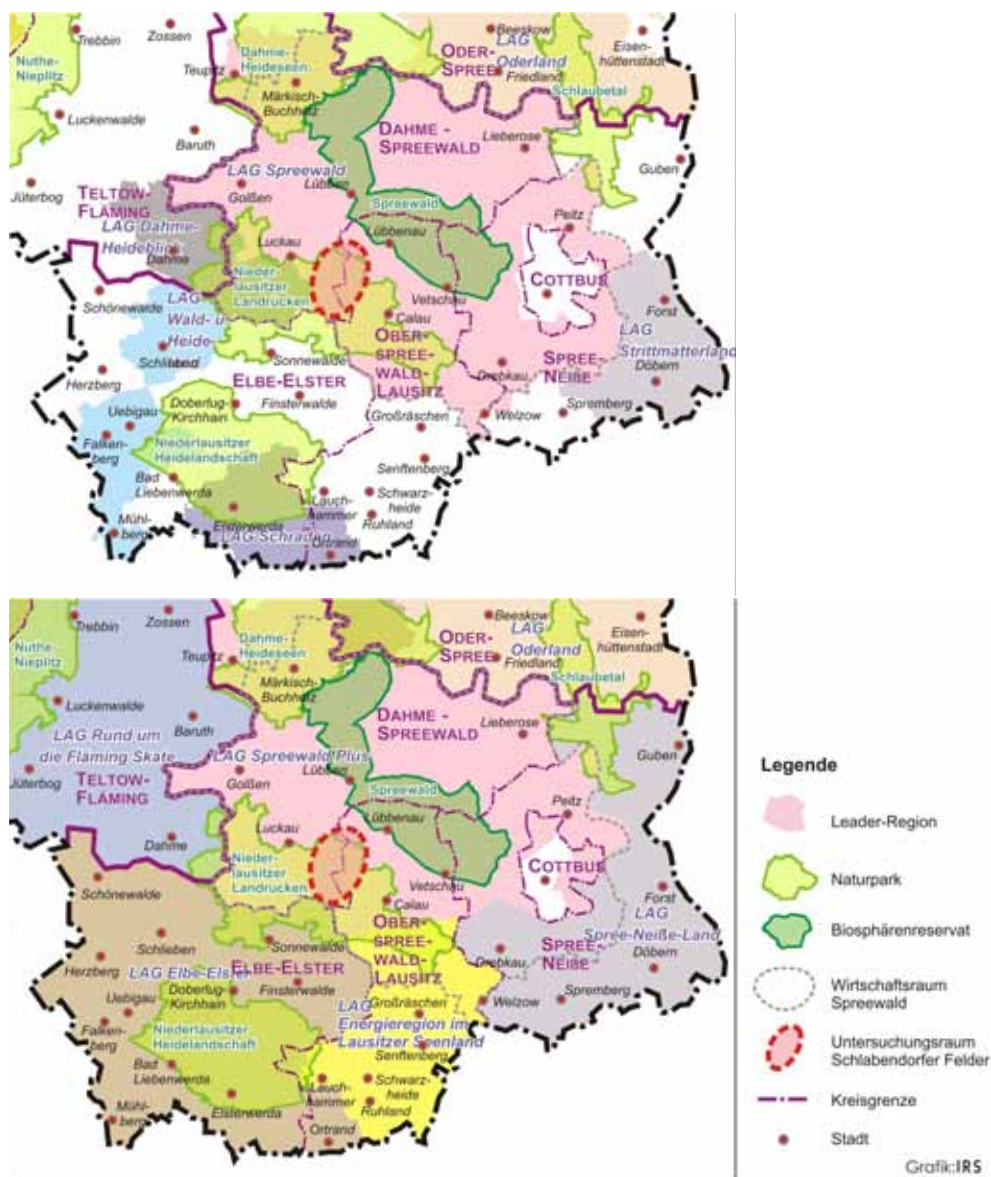 Trebbin
Zossen
Nuthe-
Nieplitz
Teupitz
Dahme-
Heideseen
Märkisch-
Buchholz
ODER-
SPREE
Beeskow
LAG
Oderland
Friedland
Eisen-
hüttenstadt
Schlaubetal
Luckenwalde
Baruth
DAHME -
SPREEWALD
Lieberose
Guben
Jüterbog
TELTOW-
FLÄMING
LAG Spreewald
Golßen
Lübben
Spreewald
Peitz
LAG Dahme-
Heideblick
Dahme
Luckau
Lübbenau
COTTBUS
Schönewalde
LAG
Wald- u
Heide
Nieder
lausitzer
Landrücken
Vetschau
Calau
Forst
LAG
Strittmatterland
Döbern
Schlieben
Sonnewalde
OBER-
SPREE-
WALD-
LAUSITZ
SPREE-
NEIßE
Drebkau
Herzberg
ELBE-ELSTER
Doberlug-
Kirchhain
Finsterwalde
Großräschen
Welzow
Spremberg
Uebigau
Falken-
berg
Niederlausitzer
Heidelandschaft
Bad
Liebenwerda
Senftenberg
Lauch-
hammer
Schwarz-
heide
Ruhland
Mühl-
berg
Elsterwerda
LAG Schraden
Ortrand
Trebbin
Zossen
Nuthe-
Nieplitz
Teupitz
Dahme-
Heideseen
Märkisch-
Buchholz
ODER-
SPREE
Beeskow
LAG
Oderland
Friedland
Eisen-
hüttenstadt
Schlaubetal
Luckenwalde
Baruth
DAHME -
SPREEWALD
Lieberose
Guben
LAG Rund um
die Fläming Skate
Jüterbog
TELTOW-
FLÄMING
LAG Spreewald Plus
Golßen
Lübben
Spreewald
Peitz
Dahme
Luckau
Lübbenau
COTTBUS
Schönewalde
Nieder
lausitzer
Landrücken
Vetschau
Calau
Forst
LAG
Spree-Neiße-Land
Döbern
Schlieben
Sonnewalde
OBER-
SPREE-
WALD-
LAUSITZ
SPREE-
NEIßE
Drebkau
Herzberg
LAG Elbe-Elster
ELBE-ELSTER
Doberlug-
Kirchhain
Finsterwalde
Großräschen
Welzow
Spremberg
LAG
Energieregion im
Lausitzer Seenland
Uebigau
Falken-
berg
Niederlausitzer
Heidelandschaft
Bad
Liebenwerda
Senftenberg
Lauch-
hammer
Schwarz-
heide
Ruhland
Mühl-
berg
Elsterwerda
Ortrand
Legende
Leader-Region
Naturpark
Biosphärenreservat
Wirtschaftsraum
Spreewald
Untersuchungsraum
Schlabendorfer Felder
Kreisgrenze
Stadt
Grafik:IRS